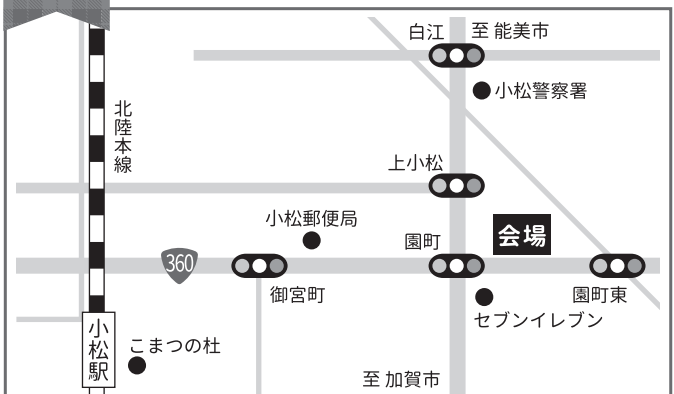 白江
至 能美市
小松警察署
北陸本線
上小松
小松郵便局
園町
会場
360
御宮町
園町東
セブンイレブン
小松駅
こまつの杜
至 加賀市